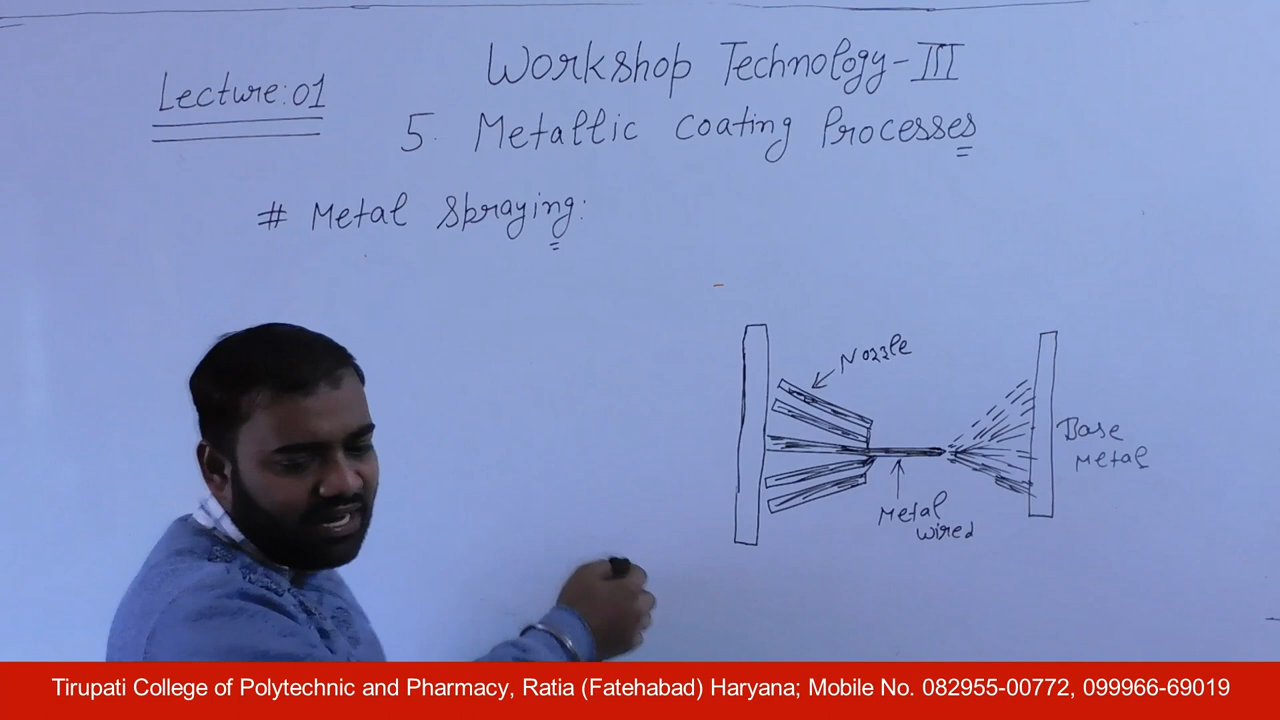 Workshop Technology-III
Lecture:01
5. Metallic Coating Processes
# Metal Spraying:
Nozzle
Base
Metal
Metal
wired
Tirupati College of Polytechnic and Pharmacy, Ratia (Fatehabad) Haryana; Mobile No. 082955-00772, 099966-69019